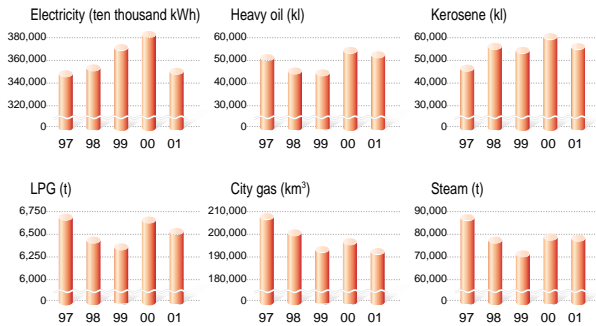 Electricity (ten thousand kWh)
380,000
360,000
340,000
320,000
0
97 98 99 00 01
Heavy oil (kl)
60,000
50,000
40,000
30,000
0
97 98 99 00 01
Kerosene (kl)
60,000
50,000
40,000
30,000
0
97 98 99 00 01
LPG (t)
6,750
6,500
6,250
6,000
0
97 98 99 00 01
City gas (km³)
210,000
200,000
190,000
180,000
0
97 98 99 00 01
Steam (t)
90,000
80,000
70,000
60,000
0
97 98 99 00 01